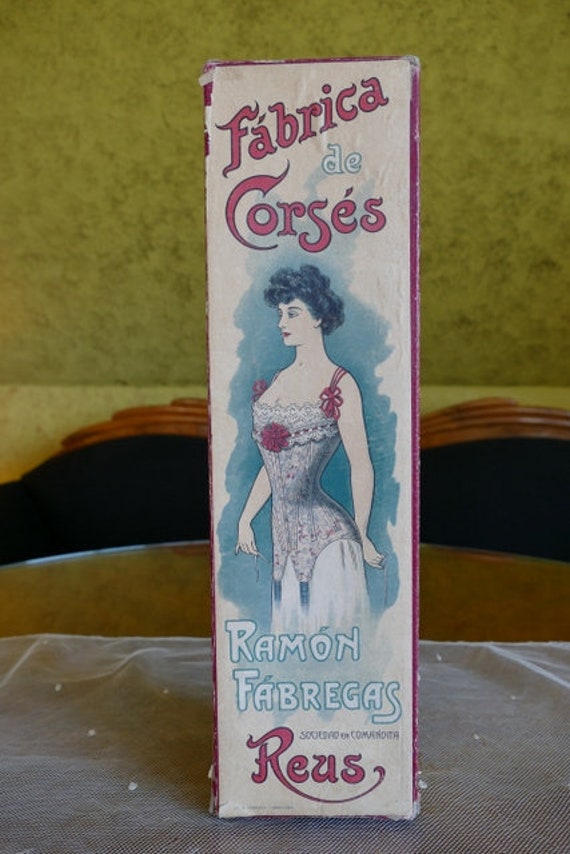 Fábrica
de
Corsés
RAMÓN
FÁBREGAS
SOCIEDAD EN COMANDITA
Reus